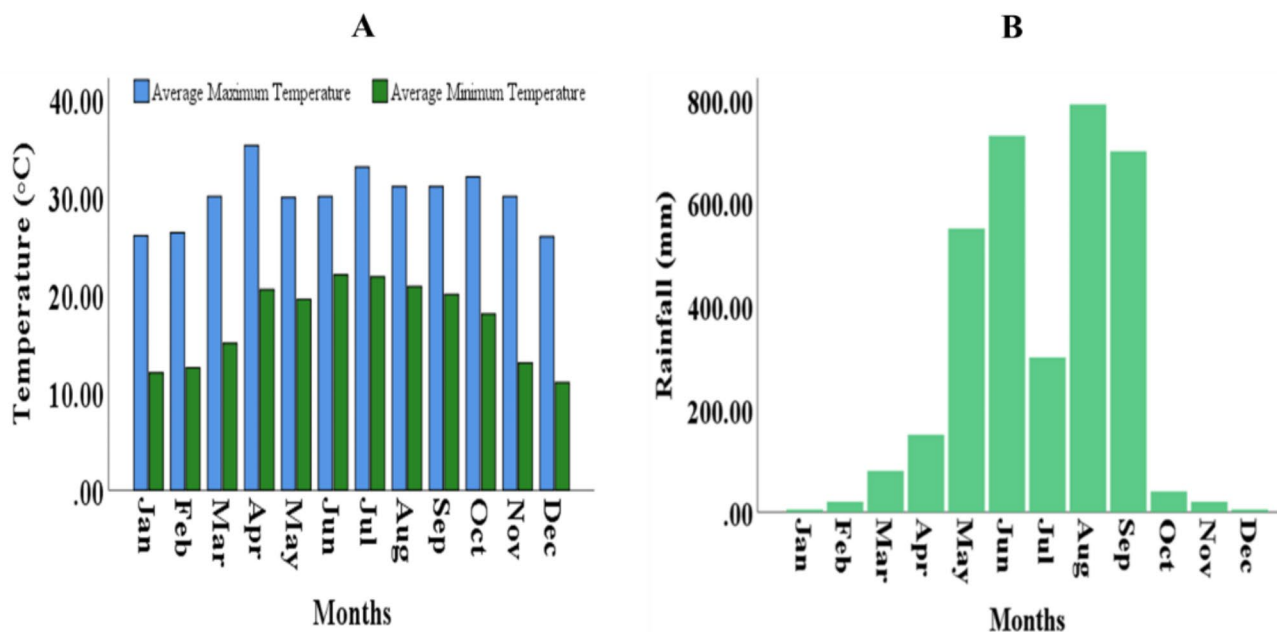 A
Average Maximum Temperature
Average Minimum Temperature
Temperature (◦C)
40.00
30.00
20.00
10.00
.00
Jan
Feb
Mar
Apr
May
Jun
Jul
Aug
Sep
Oct
Nov
Dec
Months
B
Rainfall (mm)
800.00
600.00
400.00
200.00
.00
Jan
Feb
Mar
Apr
May
Jun
Jul
Aug
Sep
Oct
Nov
Dec
Months